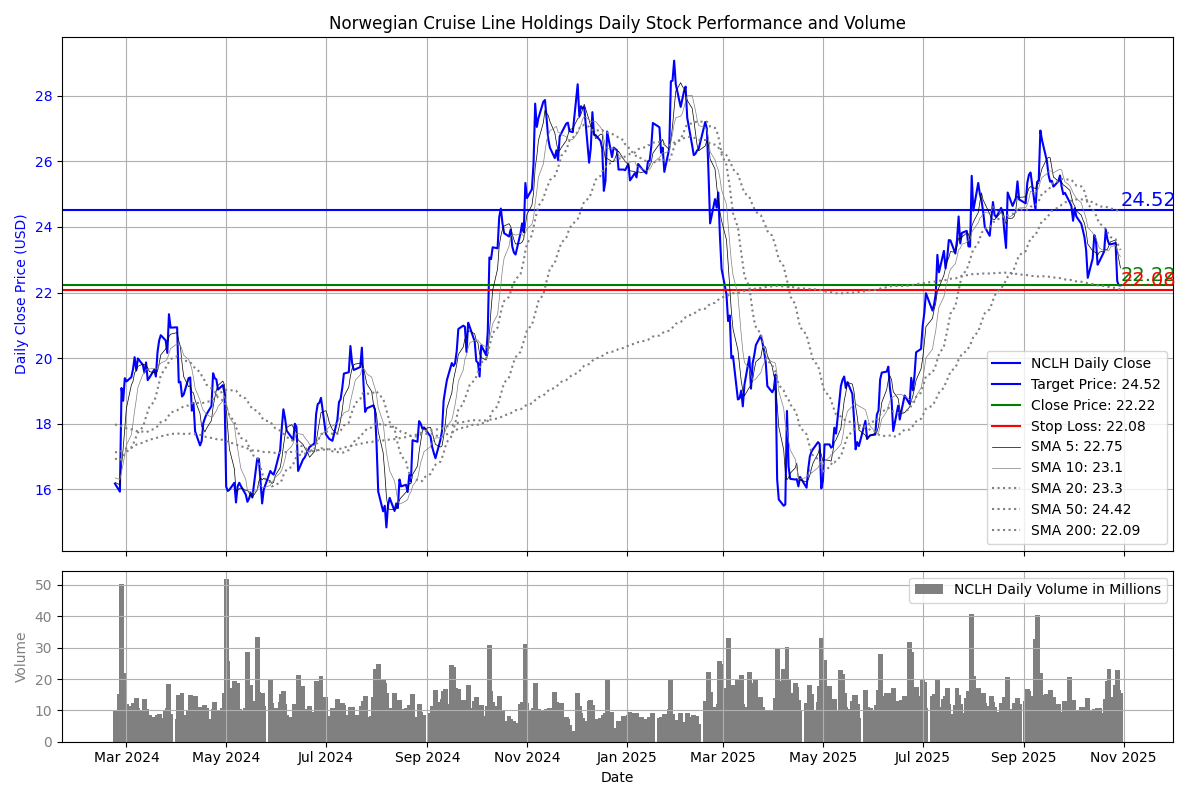 Norwegian Cruise Line Holdings Daily Stock Performance and Volume
Daily Close Price (USD)
28
26
24
22
20
18
16
24.52
22.22
22.08
NCLH Daily Close
Target Price: 24.52
Close Price: 22.22
Stop Loss: 22.08
SMA 5: 22.75
SMA 10: 23.1
SMA 20: 23.3
SMA 50: 24.42
SMA 200: 22.09
Volume
50
40
30
20
10
0
NCLH Daily Volume in Millions
Mar 2024
May 2024
Jul 2024
Sep 2024
Nov 2024
Jan 2025
Mar 2025
May 2025
Jul 2025
Sep 2025
Nov 2025
Date